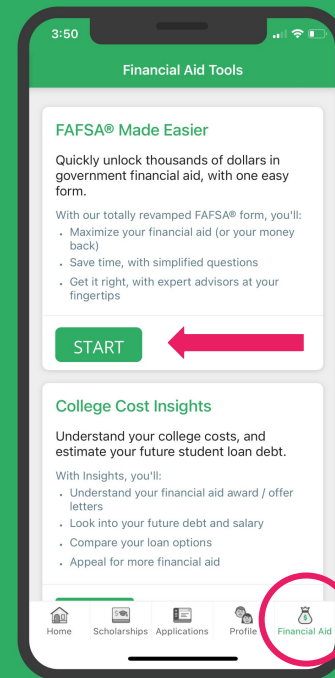 3:50
Financial Aid Tools
FAFSA® Made Easier
Quickly unlock thousands of dollars in
government financial aid, with one easy
form.
With our totally revamped FAFSA® form, you'll:
• Maximize your financial aid (or your money
back)
• Save time, with simplified questions
• Get it right, with expert advisors at your
fingertips
START
College Cost Insights
Understand your college costs, and
estimate your future student loan debt.
With Insights, you'll:
• Understand your financial aid award / offer
letters
• Look into your future debt and salary
• Compare your loan options
• Appeal for more financial aid
Home Scholarships Applications Profile Financial Aid